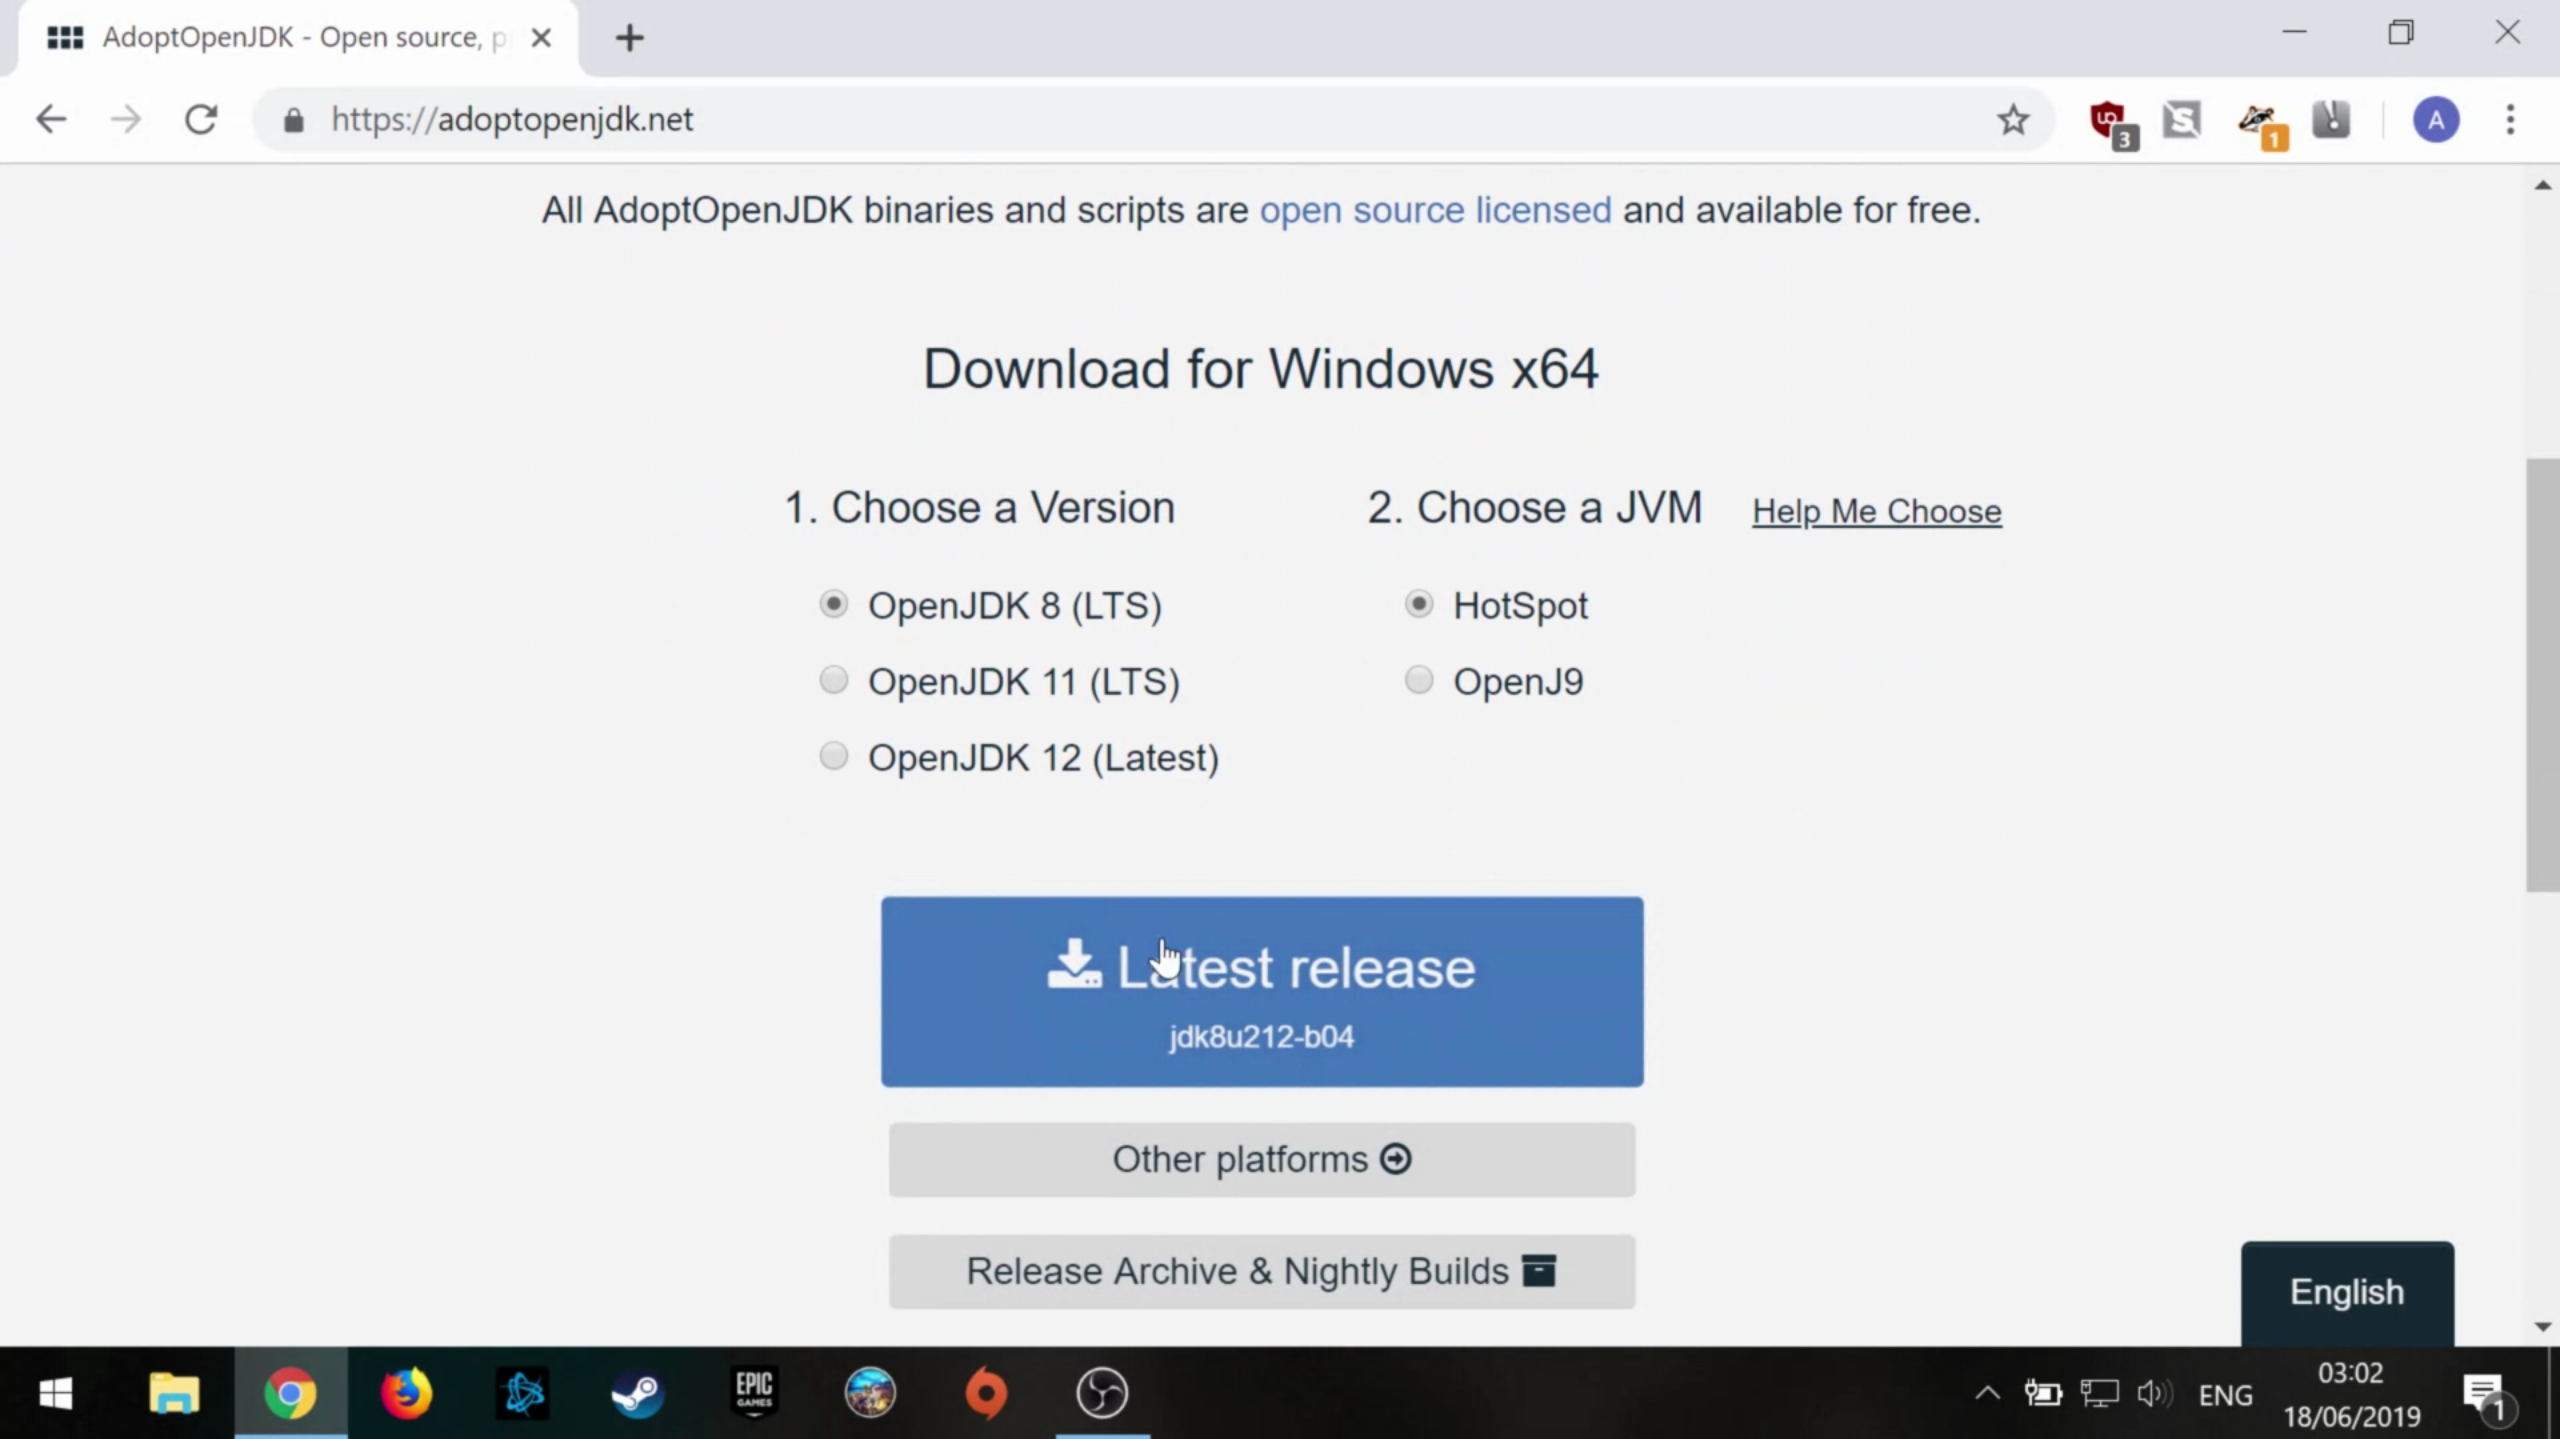 AdoptOpenJDK - Open source, p
https://adoptopenjdk.net
3
1
A
All AdoptOpenJDK binaries and scripts are open source licensed and available for free.
Download for Windows x64
1. Choose a Version
2. Choose a JVM
Help Me Choose
OpenJDK 8 (LTS)
HotSpot
OpenJDK 11 (LTS)
OpenJ9
OpenJDK 12 (Latest)
Latest release
jdk8u212-b04
Other platforms
Release Archive & Nightly Builds
English
EPIC
GAMES
ENG
03:02
18/06/2019
1